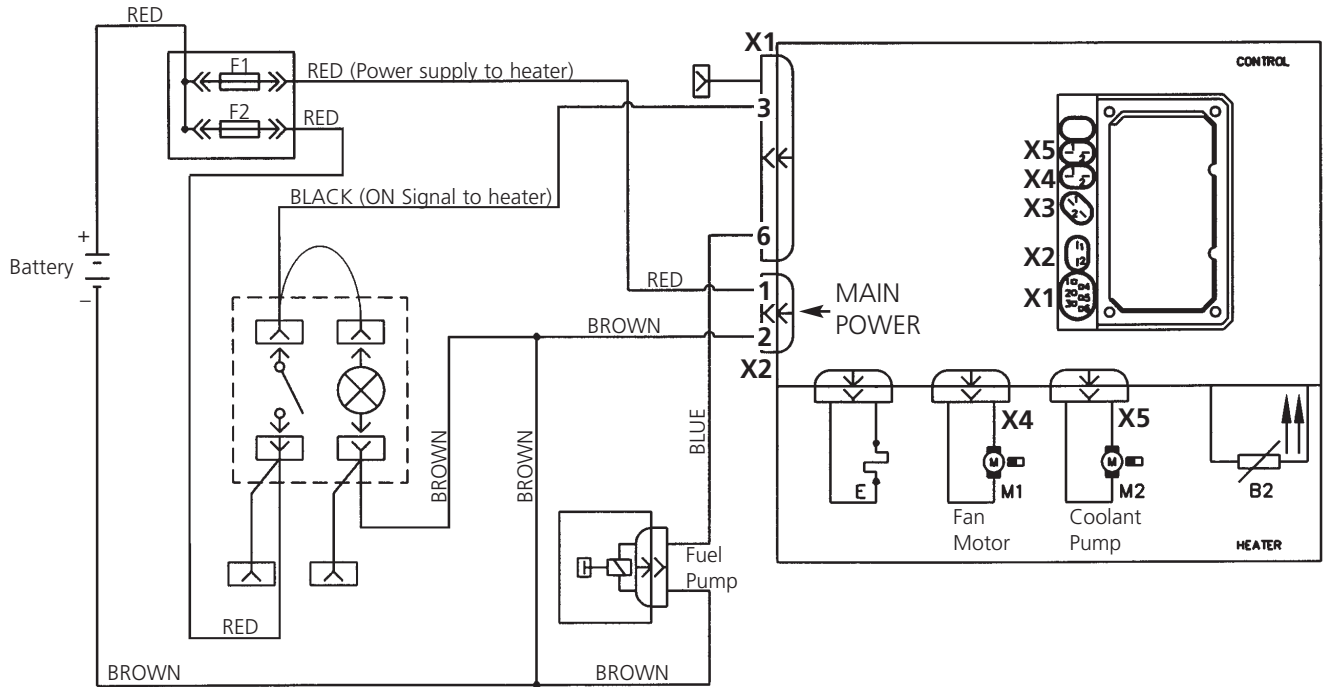 RED
X1
CONTROL
F1
RED (Power supply to heater)
3
F2
RED
X5
X4
X3
BLACK (ON Signal to heater)
6
X2
+
Battery
−
RED
1
MAIN
POWER
X1
BROWN
2
X2
BLUE
X4
X5
BROWN
BROWN
E
M
M1
M
M2
B2
Fan
Motor
Coolant
Pump
HEATER
Fuel
Pump
RED
BROWN
BROWN